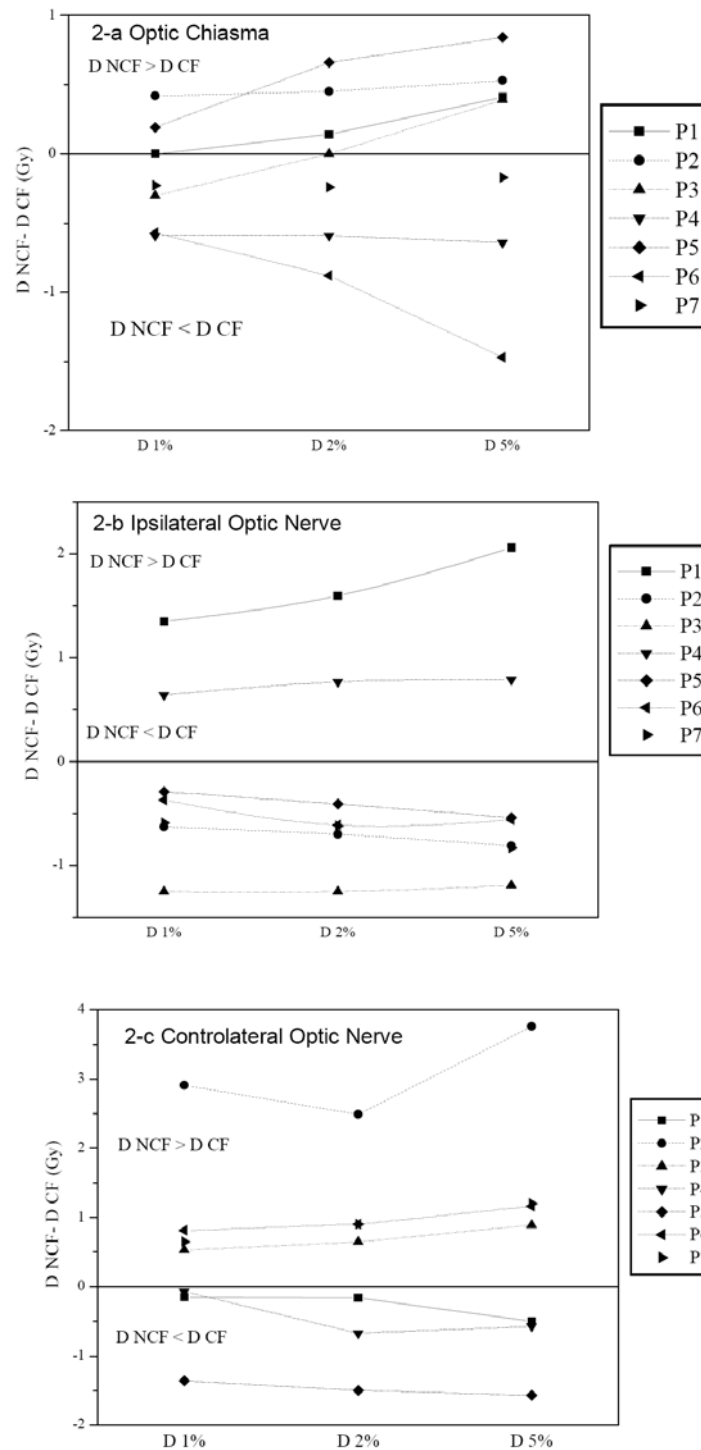 2-a Optic Chiasma
D NCF > D CF
D NCF < D CF
D NCF- D CF (Gy)
1
0
-1
-2
D 1%
D 2%
D 5%
P1
P2
P3
P4
P5
P6
P7
2-b Ipsilateral Optic Nerve
D NCF > D CF
D NCF < D CF
D NCF- D CF (Gy)
2
1
0
-1
D 1%
D 2%
D 5%
P1
P2
P3
P4
P5
P6
P7
2-c Controlateral Optic Nerve
D NCF > D CF
D NCF < D CF
D NCF- D CF (Gy)
4
3
2
1
0
-1
-2
D 1%
D 2%
D 5%
P
P
P
P
P
P
P